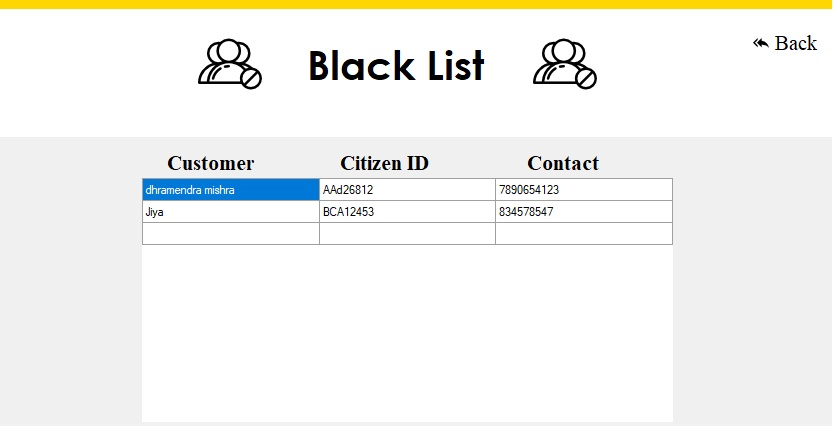 Back
Black List
Customer Citizen ID Contact
dhramendra mishra AAd26812 7890654123
Jiya BCA12453 834578547